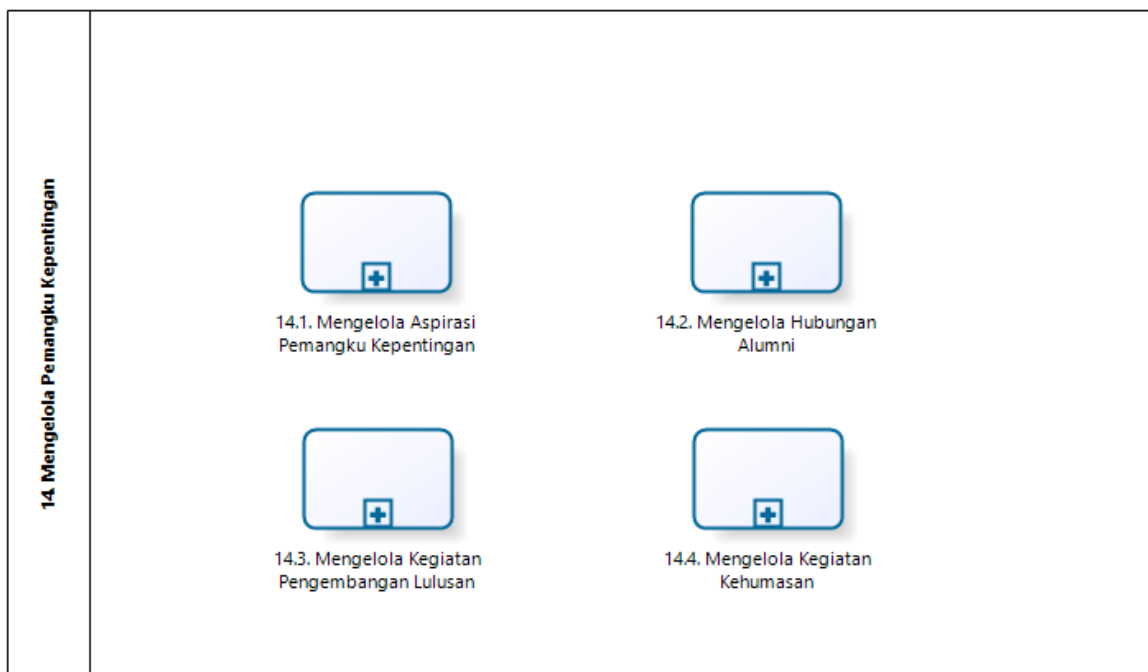 14. Mengelola Pemangku Kepentingan
14.1. Mengelola Aspirasi
Pemangku Kepentingan
14.2. Mengelola Hubungan
Alumni
14.3. Mengelola Kegiatan
Pengembangan Lulusan
14.4. Mengelola Kegiatan
Kehumasan